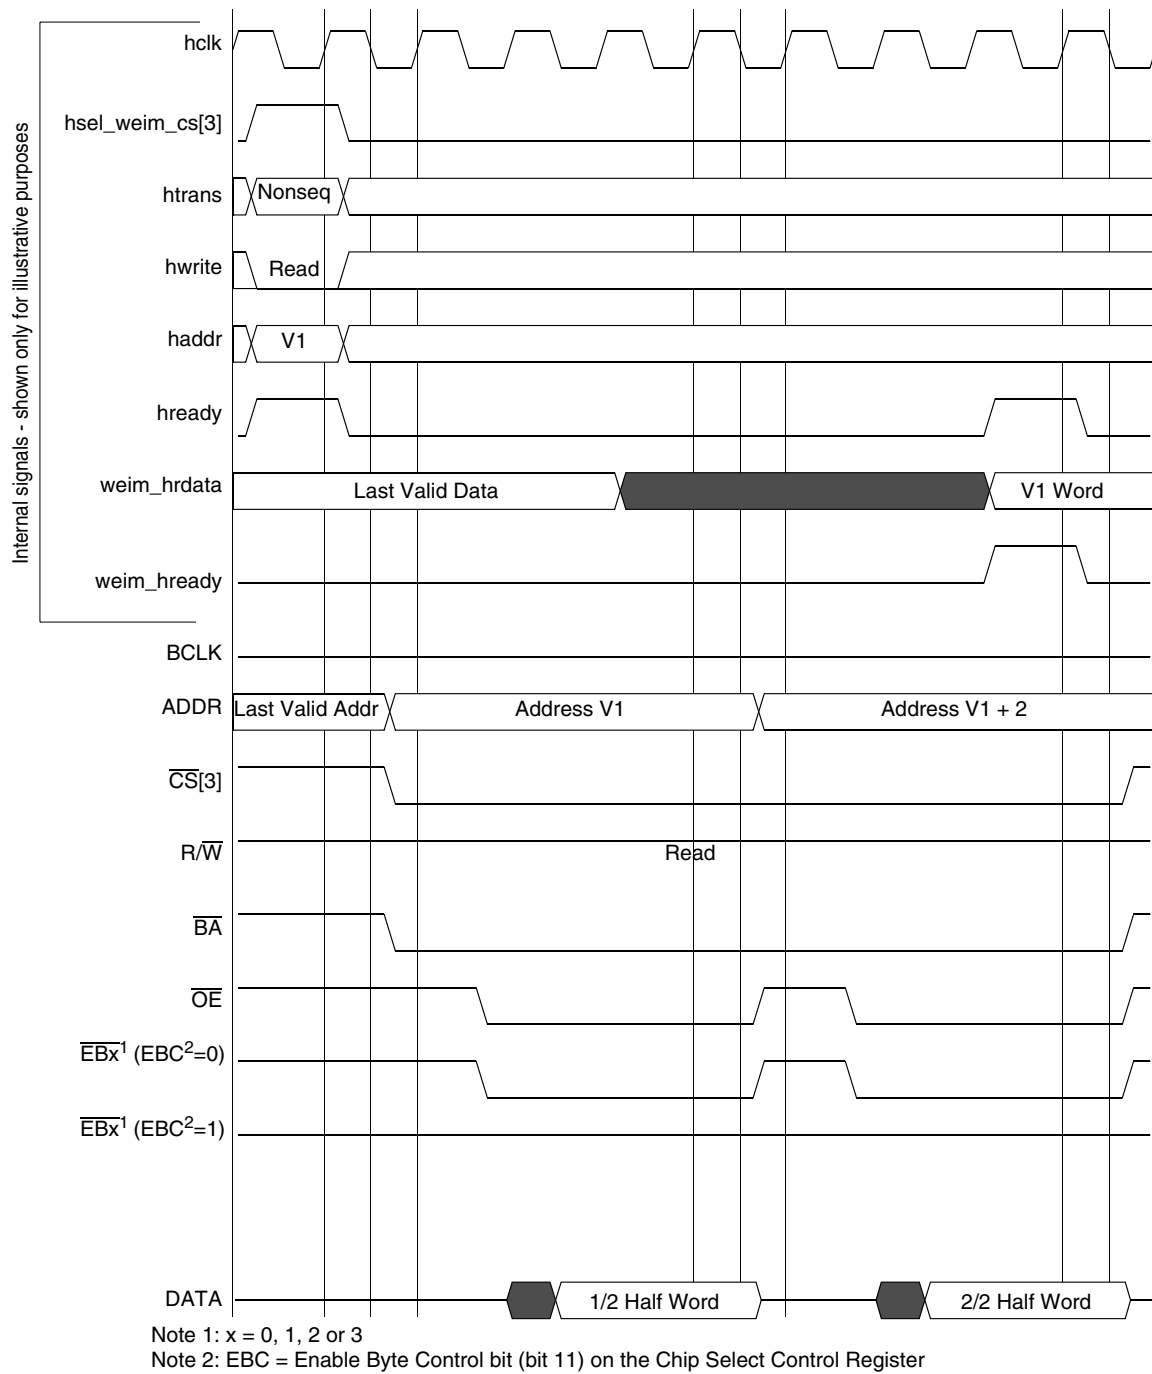 Internal signals - shown only for illustrative purposes
hclk
hsel_weim_cs[3]
htrans
Nonseq
hwrite
Read
haddr
V1
hready
weim_hrdata
Last Valid Data
V1 Word
weim_hready
BCLK
ADDR
Last Valid Addr
Address V1
Address V1 + 2
CS[3]
R/W
Read
BA
OE
EBx1 (EBC2=0)
EBx1 (EBC2=1)
DATA
1/2 Half Word
2/2 Half Word
Note 1: x = 0, 1, 2 or 3
Note 2: EBC = Enable Byte Control bit (bit 11) on the Chip Select Control Register